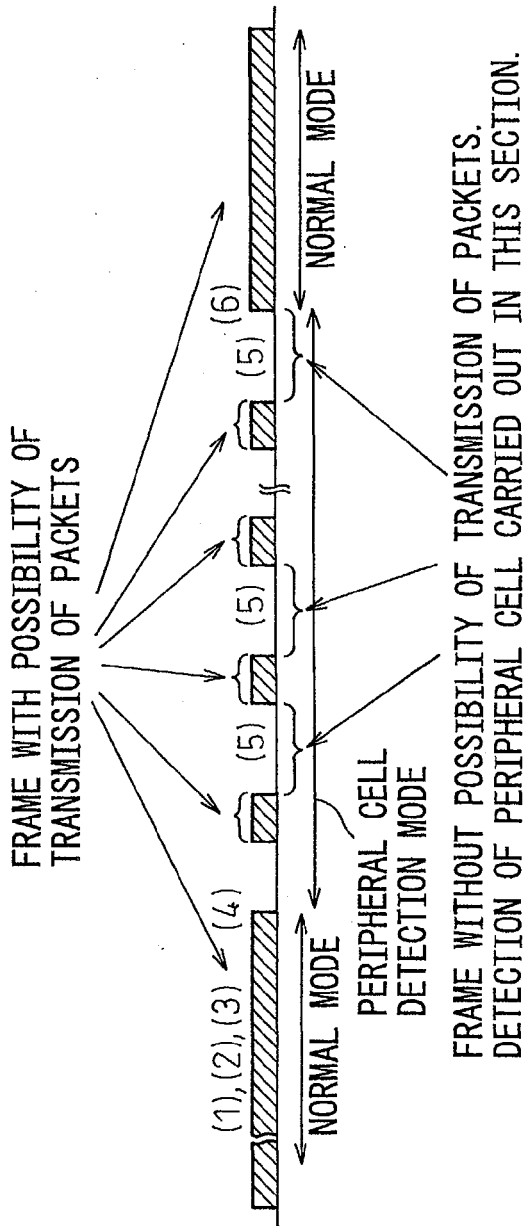 FRAME WITH POSSIBILITY OF
TRANSMISSION OF PACKETS
(1),(2),(3)
(4)
(5)
(5)
(5)
(6)
NORMAL MODE
PERIPHERAL CELL
DETECTION MODE
NORMAL MODE
FRAME WITHOUT POSSIBILITY OF TRANSMISSION OF PACKETS.
DETECTION OF PERIPHERAL CELL CARRIED OUT IN THIS SECTION.